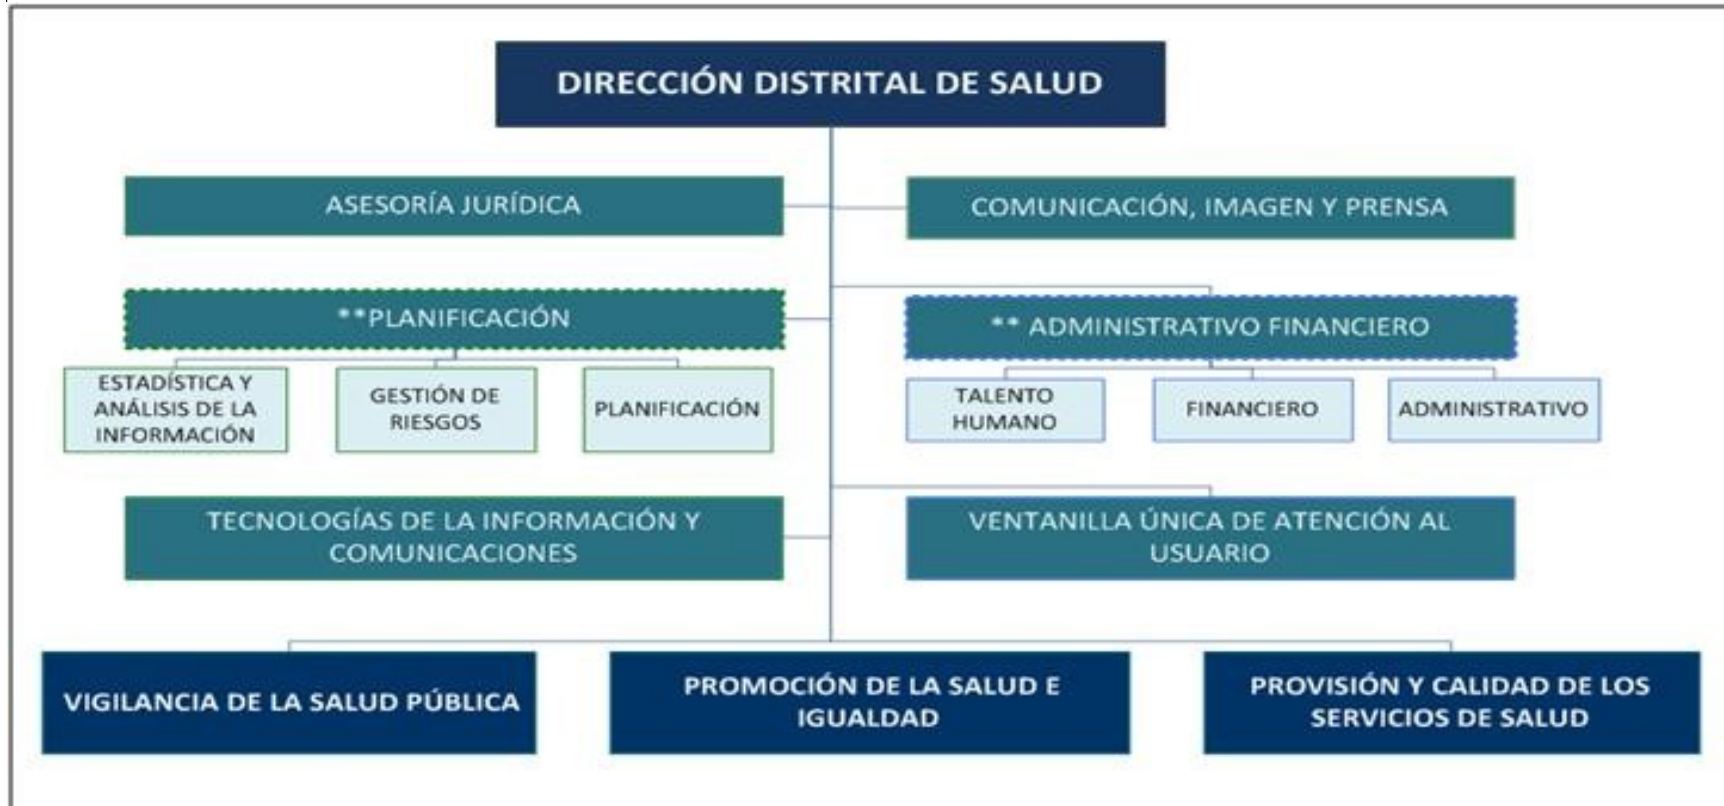 DIRECCIÓN DISTRITAL DE SALUD
ASESORÍA JURÍDICA
COMUNICACIÓN, IMAGEN Y PRENSA
**PLANIFICACIÓN
** ADMINISTRATIVO FINANCIERO
ESTADÍSTICA Y
ANÁLISIS DE LA
INFORMACIÓN
GESTIÓN DE
RIESGOS
PLANIFICACIÓN
TALENTO
HUMANO
FINANCIERO
ADMINISTRATIVO
TECNOLOGÍAS DE LA INFORMACIÓN Y
COMUNICACIONES
VENTANILLA ÚNICA DE ATENCIÓN AL
USUARIO
VIGILANCIA DE LA SALUD PÚBLICA
PROMOCIÓN DE LA SALUD E
IGUALDAD
PROVISIÓN Y CALIDAD DE LOS
SERVICIOS DE SALUD